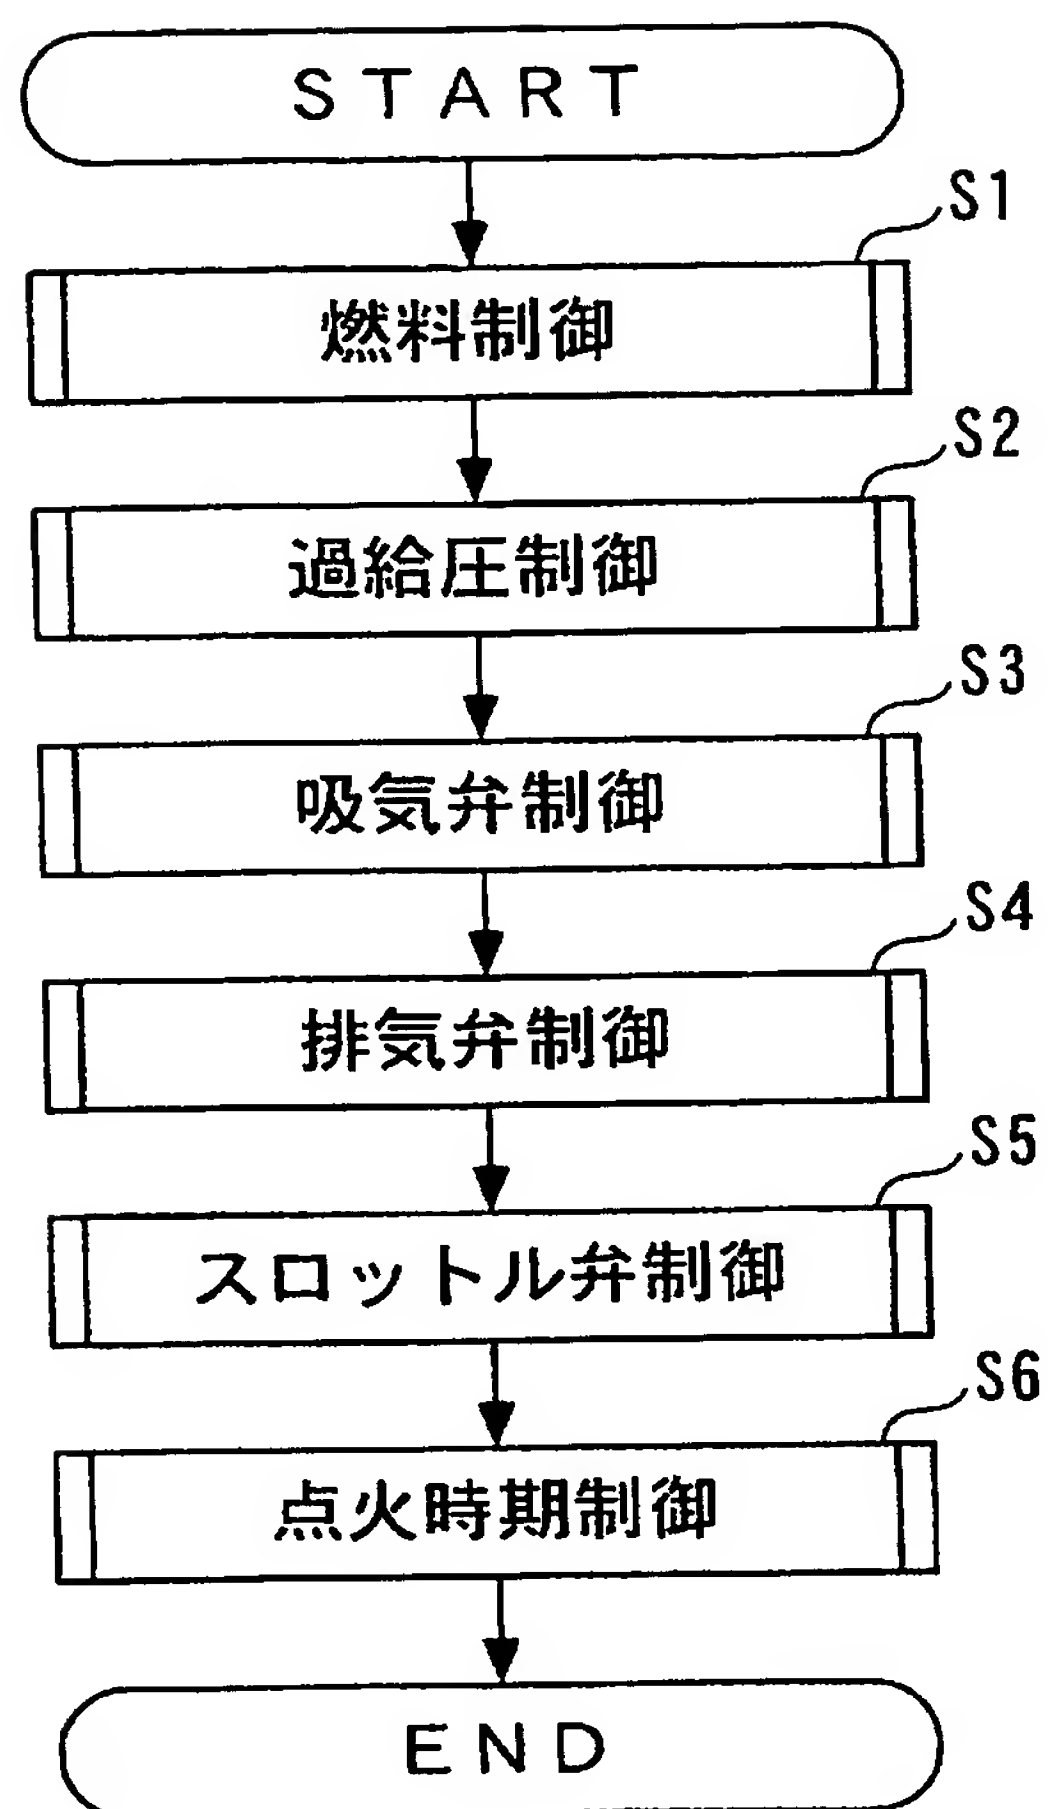 START
S1
燃料制御
S2
過給圧制御
S3
吸気弁制御
S4
排気弁制御
S5
スロットル弁制御
S6
点火時期制御
END